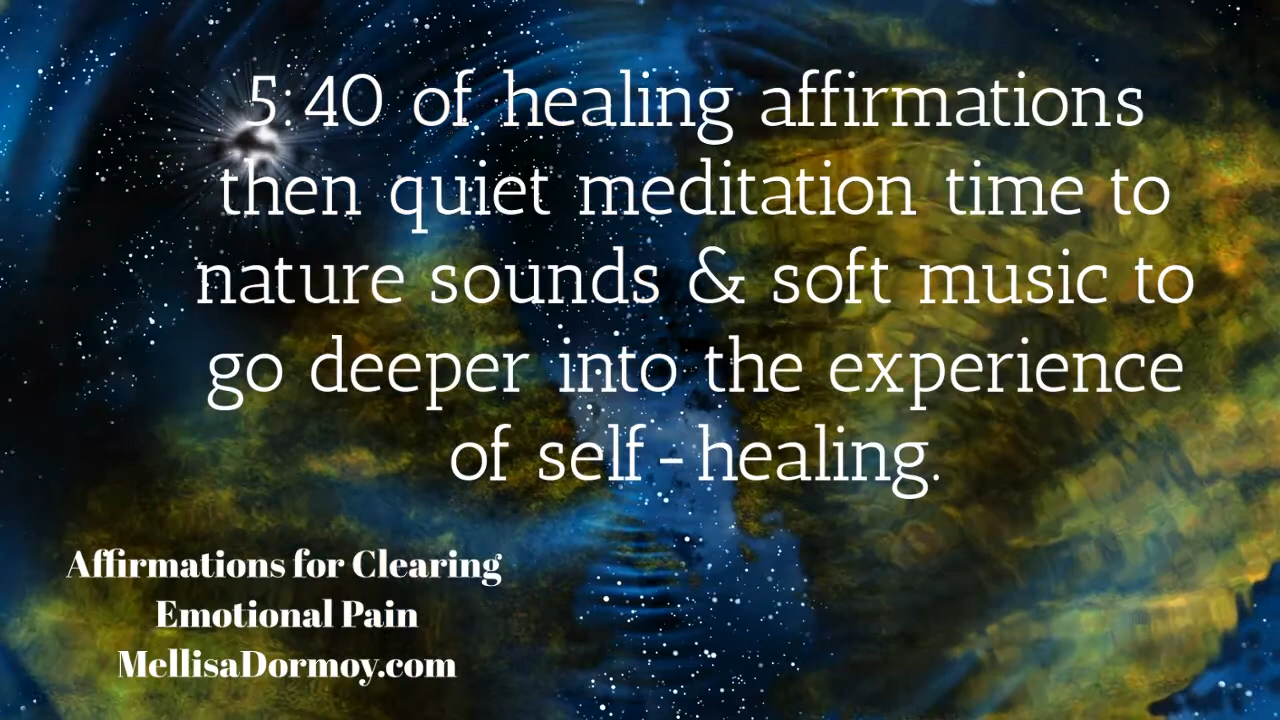 5:40 of healing affirmations
then quiet meditation time to
nature sounds & soft music to
go deeper into the experience
of self-healing.
Affirmations for Clearing
Emotional Pain
MellisaDormoy.com